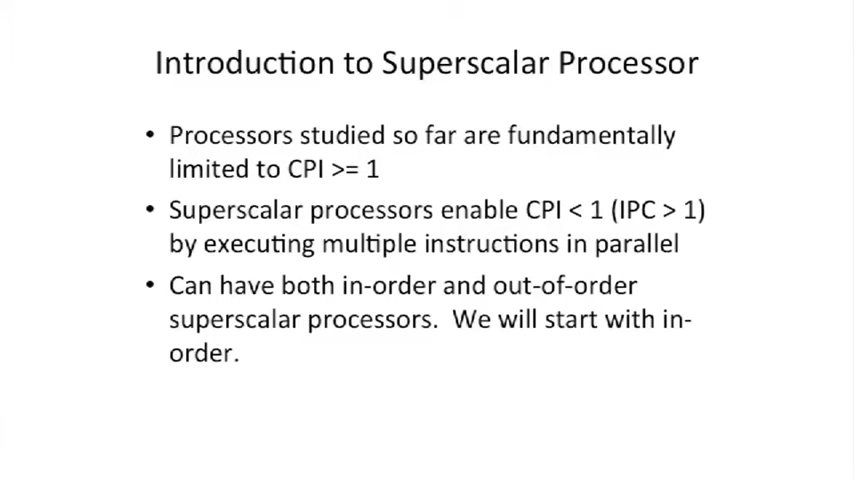 Introduction to Superscalar Processor
• Processors studied so far are fundamentally
limited to CPI >= 1
• Superscalar processors enable CPI < 1 (IPC > 1)
by executing multiple instructions in parallel
• Can have both in-order and out-of-order
superscalar processors.  We will start with in-
order.